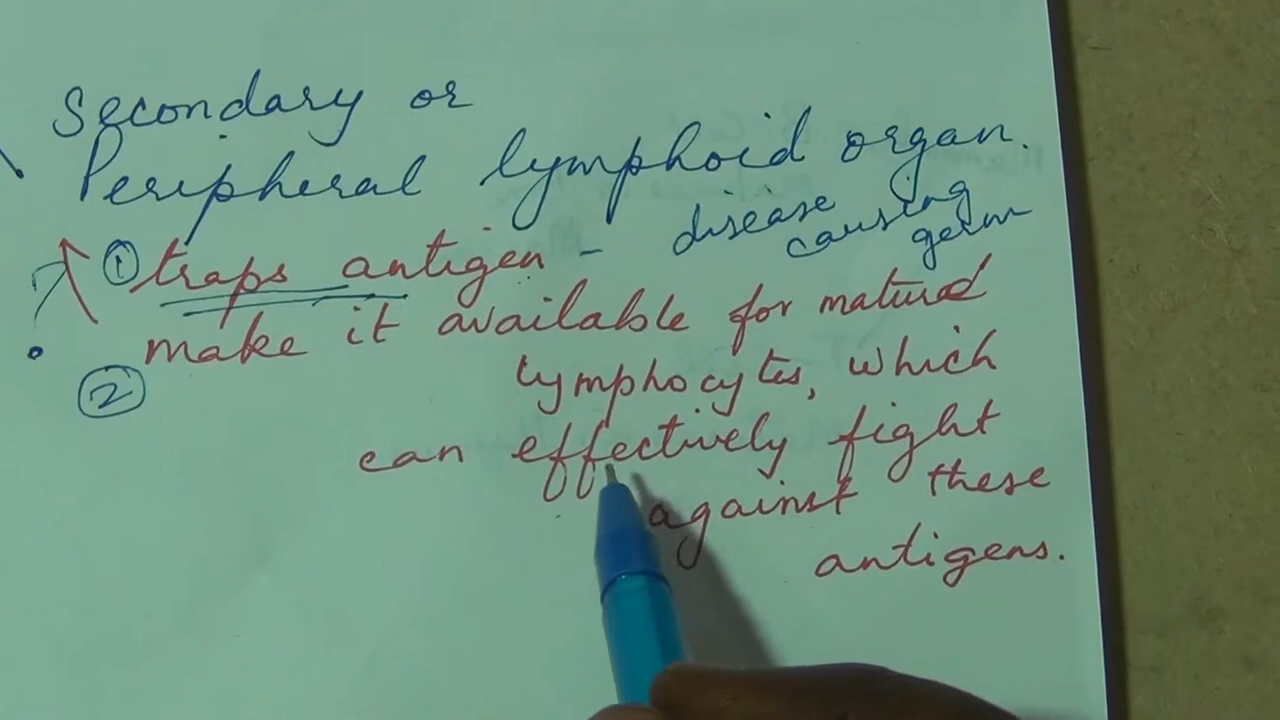 Secondary or
Peripheral lymphoid organ.
① traps antigen - disease causing germ
make it available for matured
② lymphocytes, which
can effectively fight
against these
antigens.